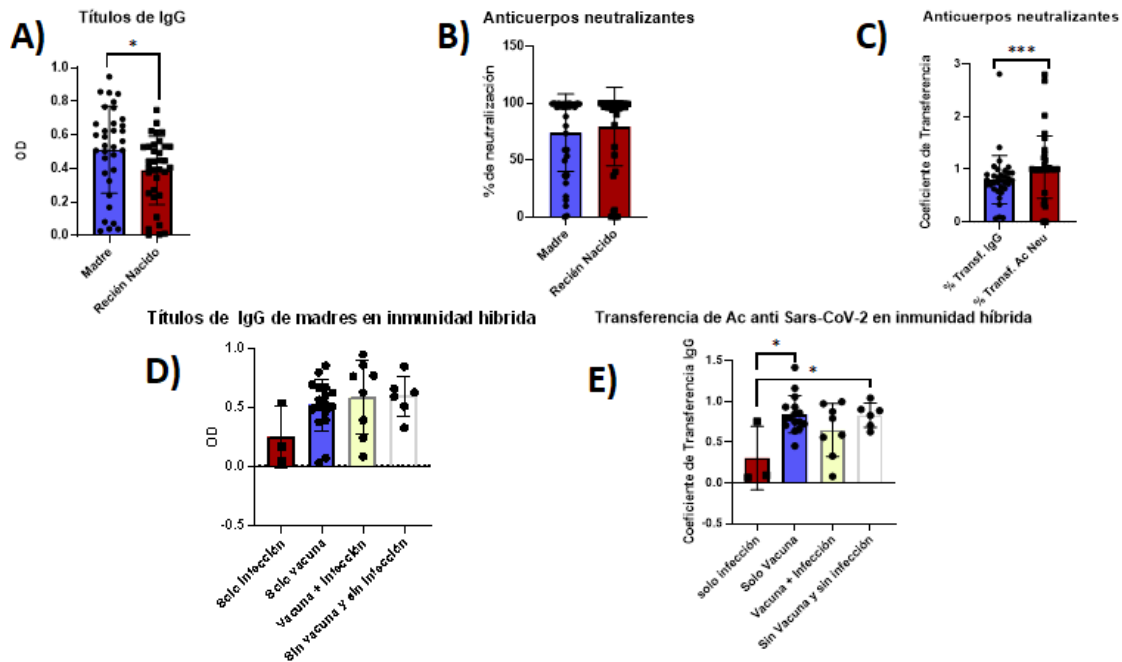 Títulos de IgG
A)
*
1.0
0.8
0.6
0.4
0.2
0.0
OD
Madre
Recién Nacido
Anticuerpos neutralizantes
B)
150
100
50
0
% de neutralización
Madre
Recién Nacido
Anticuerpos neutralizantes
C)
***
3
2
1
0
Coeficiente de Transferencia
% Transf. IgG
% Transf. Ac Neu
Títulos de IgG de madres en inmunidad hibrida
D)
1.0
0.5
0.0
-0.5
OD
Solo Infección
Solo vacuna
Vacuna + Infección
Sin vacuna y sin Infección
Transferencia de Ac anti Sars-CoV-2 en inmunidad híbrida
E)
*
*
1.5
1.0
0.5
0.0
-0.5
Coeficiente de Transferencia IgG
solo infección
Solo Vacuna
Vacuna + Infección
Sin Vacuna y sin infección